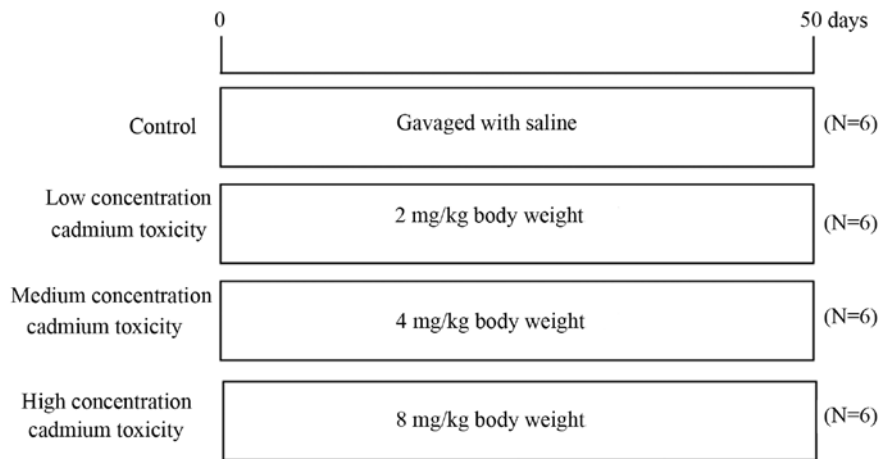 0 50 days
Control Gavaged with saline (N=6)
Low concentration
cadmium toxicity 2 mg/kg body weight (N=6)
Medium concentration
cadmium toxicity 4 mg/kg body weight (N=6)
High concentration
cadmium toxicity 8 mg/kg body weight (N=6)